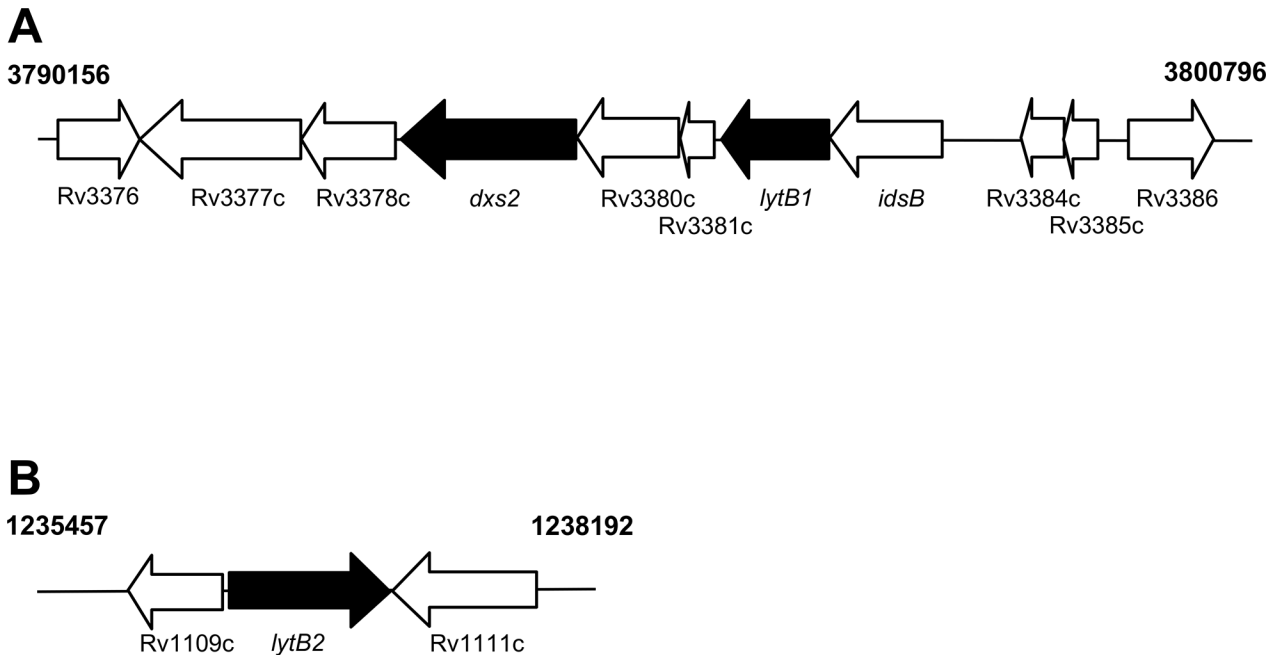 A
3790156 3800796
Rv3376 Rv3377c Rv3378c dxs2 Rv3380c lytB1 idsB Rv3384c Rv3386
Rv3381c Rv3385c
B
1235457 1238192
Rv1109c lytB2 Rv1111c